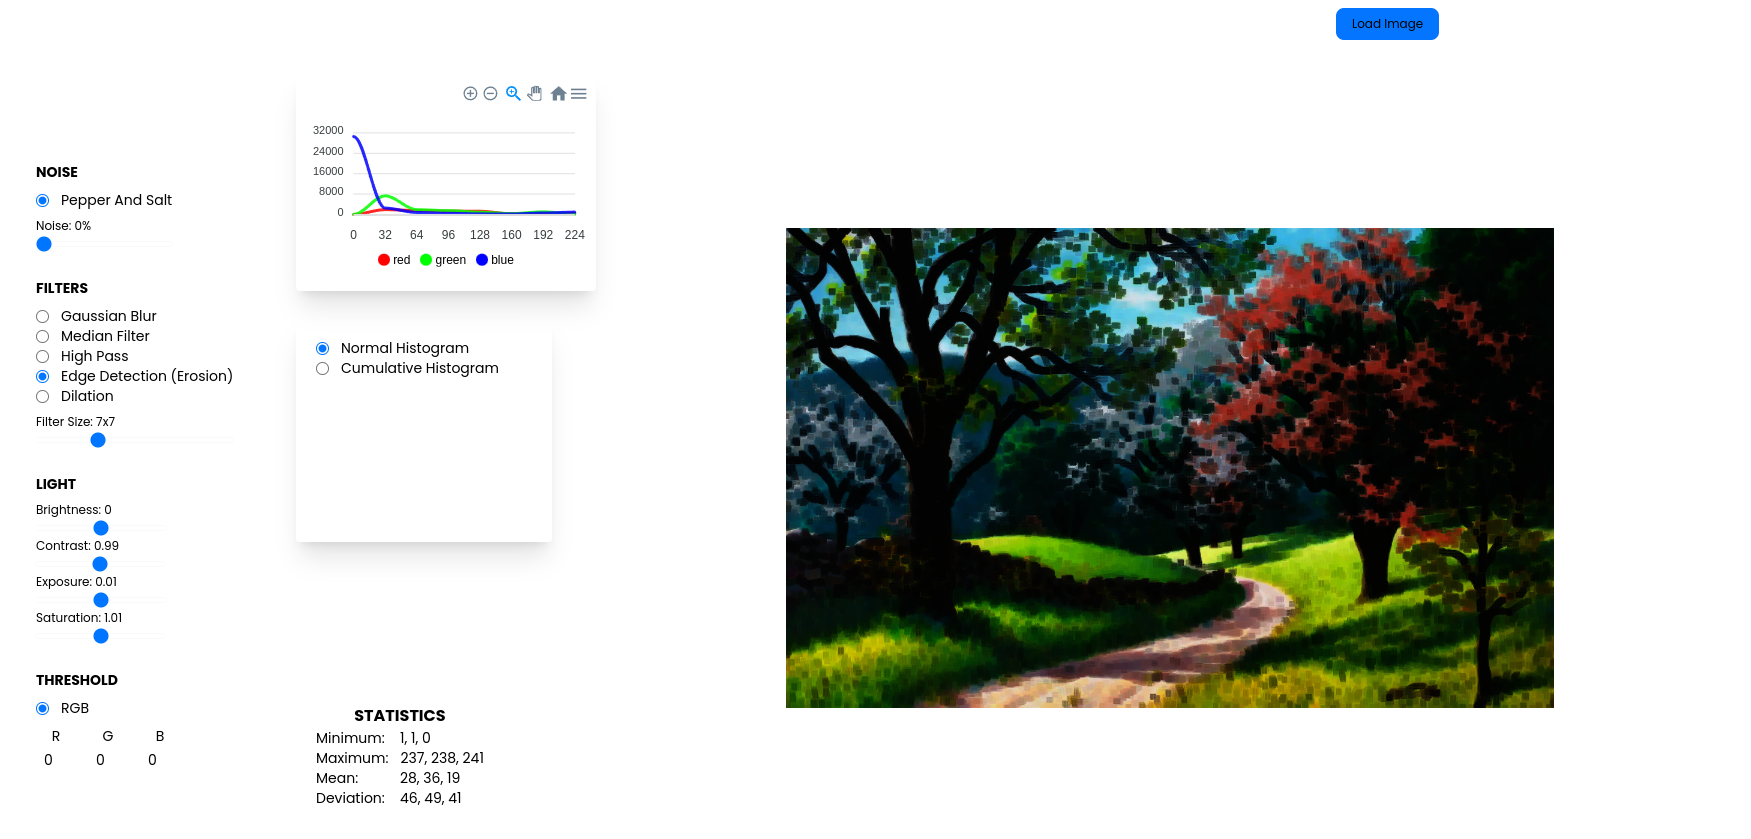 Load Image
NOISE
Pepper And Salt
Noise: 0%
FILTERS
Gaussian Blur
Median Filter
High Pass
Edge Detection (Erosion)
Dilation
Filter Size: 7x7
LIGHT
Brightness: 0
Contrast: 0.99
Exposure: 0.01
Saturation: 1.01
THRESHOLD
RGB
R G B
0 0 0
32000
24000
16000
8000
0
0 32 64 96 128 160 192 224
red green blue
Normal Histogram
Cumulative Histogram
STATISTICS
Minimum: 1, 1, 0
Maximum: 237, 238, 241
Mean: 28, 36, 19
Deviation: 46, 49, 41